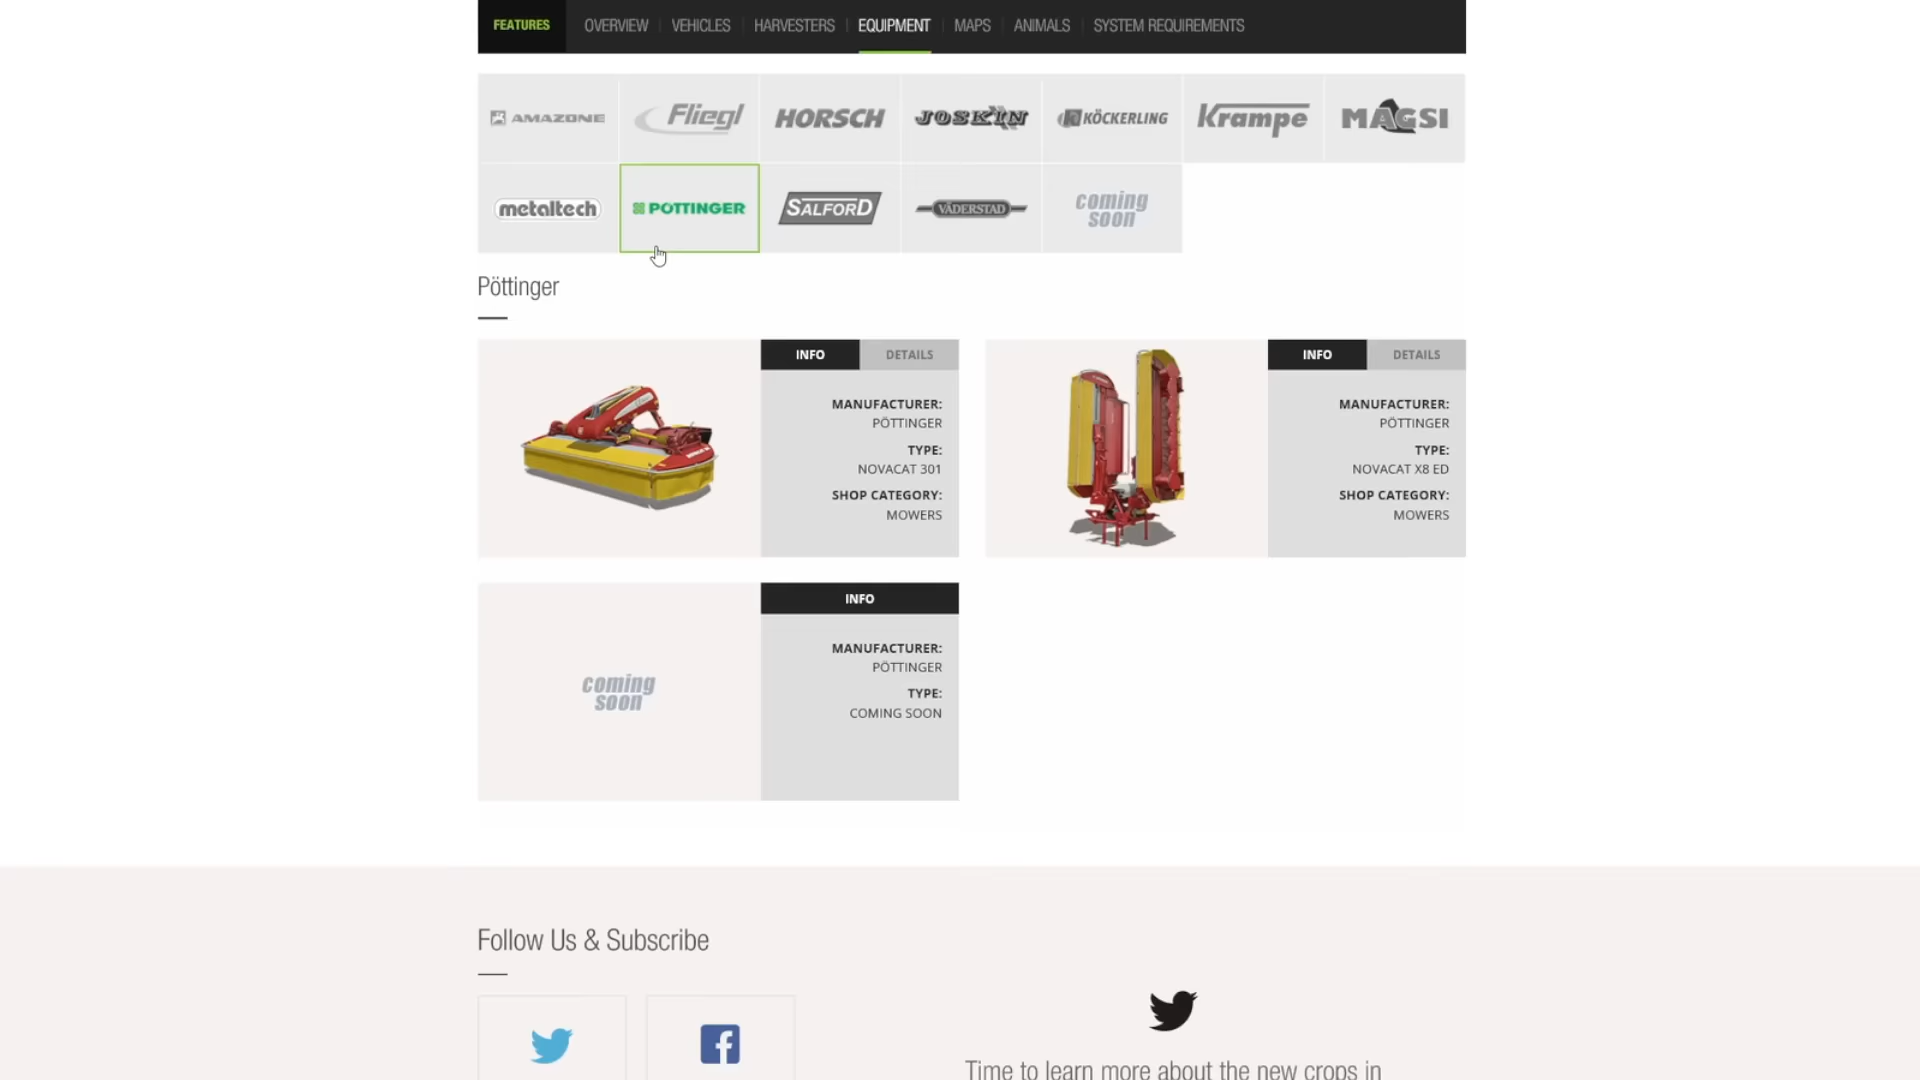 FEATURES OVERVIEW VEHICLES HARVESTERS EQUIPMENT MAPS ANIMALS SYSTEM REQUIREMENTS
AMAZONE Fliegl HORSCH JOSKIN KÖCKERLING Krampe MAGSI
metaltech PÖTTINGER SALFORD VÄDERSTAD coming soon
Pöttinger
INFO DETAILS
MANUFACTURER:
PÖTTINGER
TYPE:
NOVACAT 301
SHOP CATEGORY:
MOWERS
INFO DETAILS
MANUFACTURER:
PÖTTINGER
TYPE:
NOVACAT X8 ED
SHOP CATEGORY:
MOWERS
coming
soon
INFO
MANUFACTURER:
PÖTTINGER
TYPE:
COMING SOON
Follow Us & Subscribe
Time to learn more about the new crops in